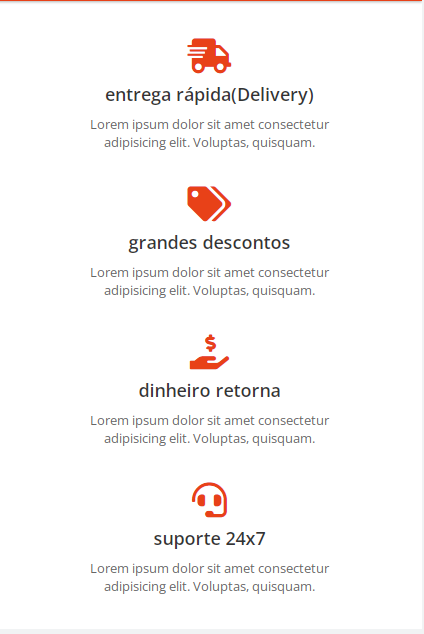 entrega rápida(Delivery)
Lorem ipsum dolor sit amet consectetur
adipisicing elit. Voluptas, quisquam.
grandes descontos
Lorem ipsum dolor sit amet consectetur
adipisicing elit. Voluptas, quisquam.
$
dinheiro retorna
Lorem ipsum dolor sit amet consectetur
adipisicing elit. Voluptas, quisquam.
suporte 24x7
Lorem ipsum dolor sit amet consectetur
adipisicing elit. Voluptas, quisquam.